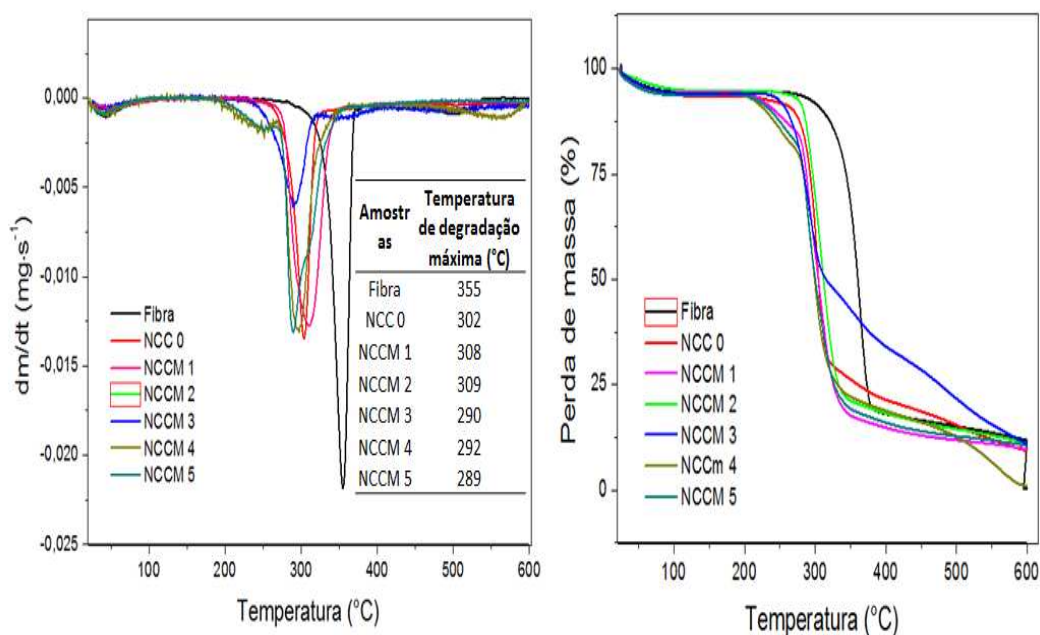 0,000
-0,005
-0,010
-0,015
-0,020
-0,025
dm/dt (mg·s⁻¹)
100 200 300 400 500 600
Temperatura (°C)
Fibra
NCC 0
NCCM 1
NCCM 2
NCCM 3
NCCM 4
NCCM 5
Amostr as Temperatura de degradação máxima (°C)
Fibra 355
NCC 0 302
NCCM 1 308
NCCM 2 309
NCCM 3 290
NCCM 4 292
NCCM 5 289
100
75
50
25
0
Perda de massa (%)
100 200 300 400 500 600
Temperatura (°C)
Fibra
NCC 0
NCCM 1
NCCM 2
NCCM 3
NCCm 4
NCCM 5